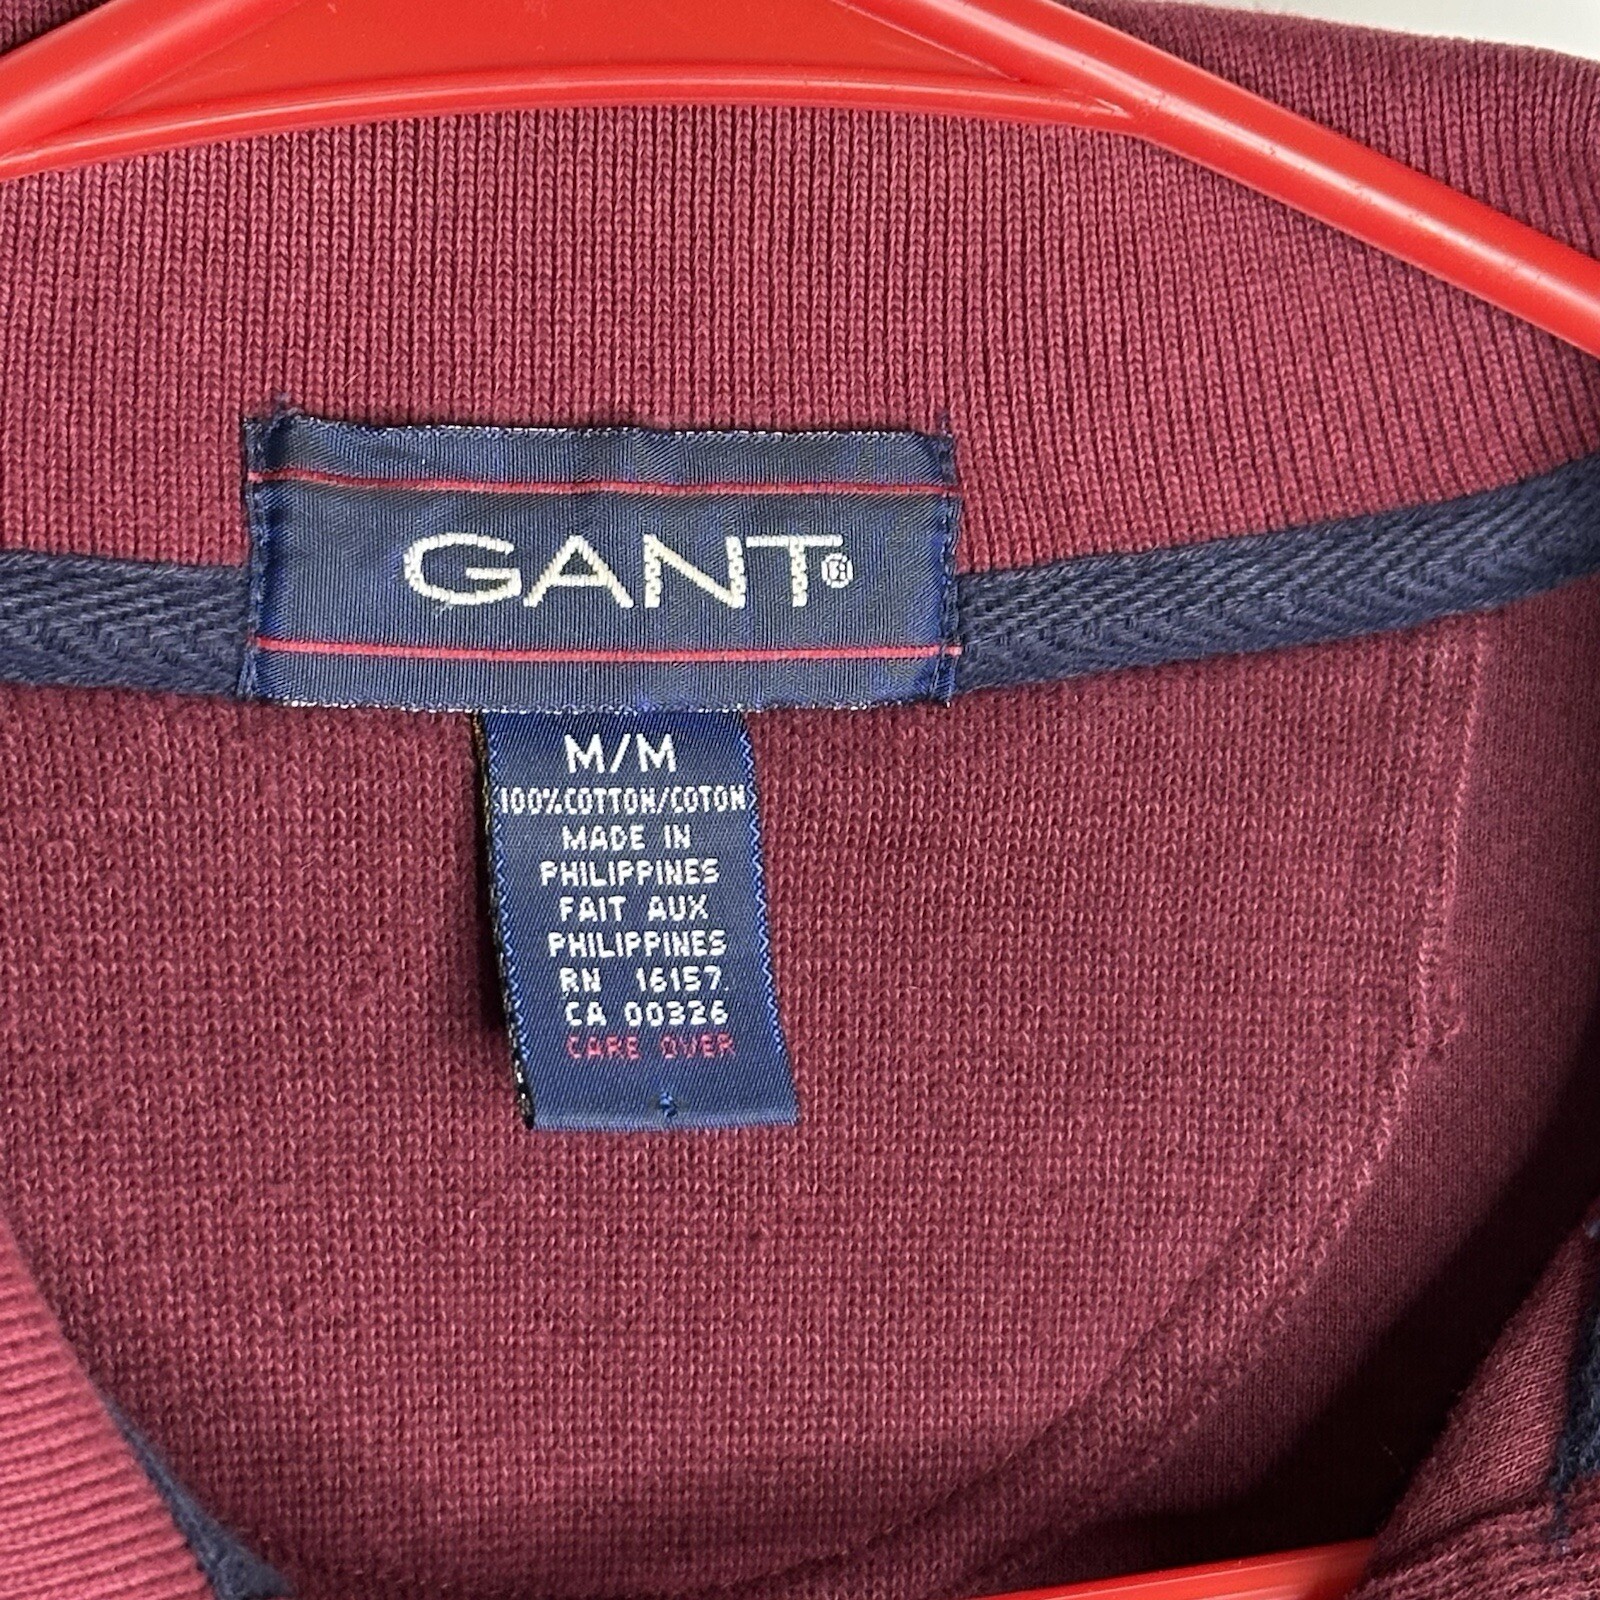 GANT®
M/M
100%COTTON/COTON
MADE IN
PHILIPPINES
FAIT AUX
PHILIPPINES
RN 16157
CA 00326
CARE OVER